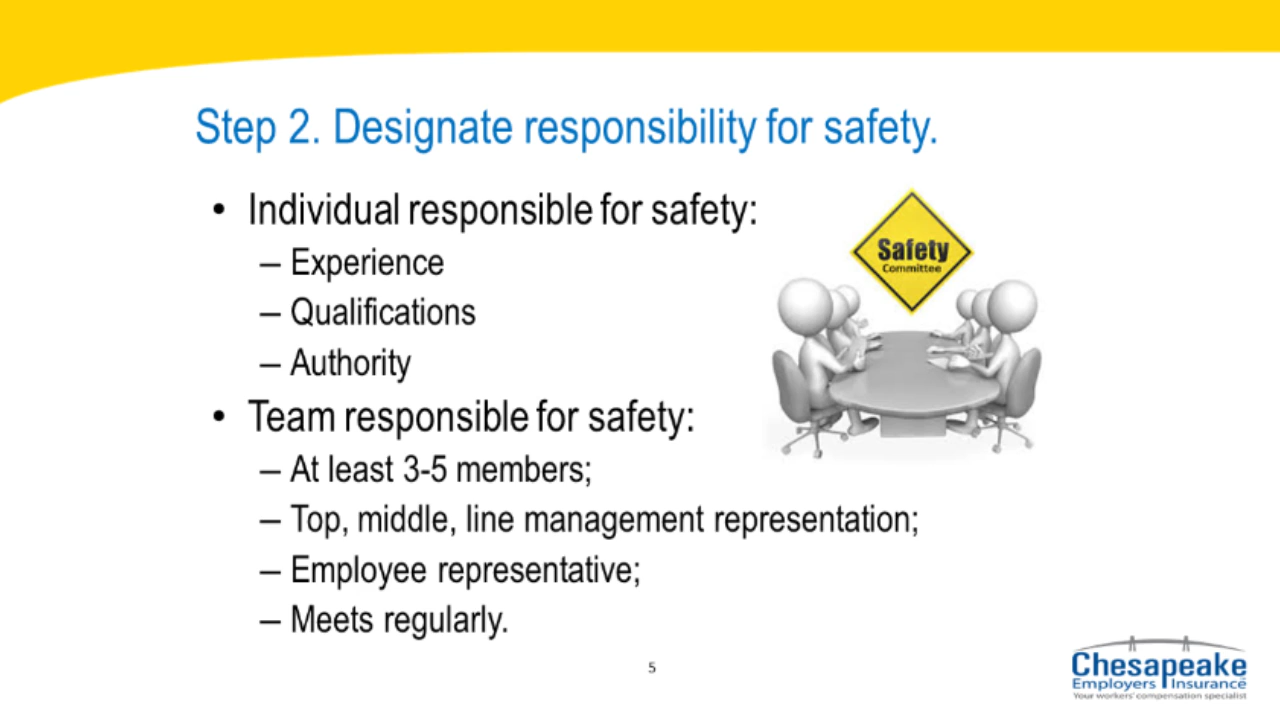 Step 2. Designate responsibility for safety.
• Individual responsible for safety:
– Experience
– Qualifications
– Authority
• Team responsible for safety:
– At least 3-5 members;
– Top, middle, line management representation;
– Employee representative;
– Meets regularly.
Safety
Committee
5
Chesapeake
Employers Insurance
Your workers' compensation specialist